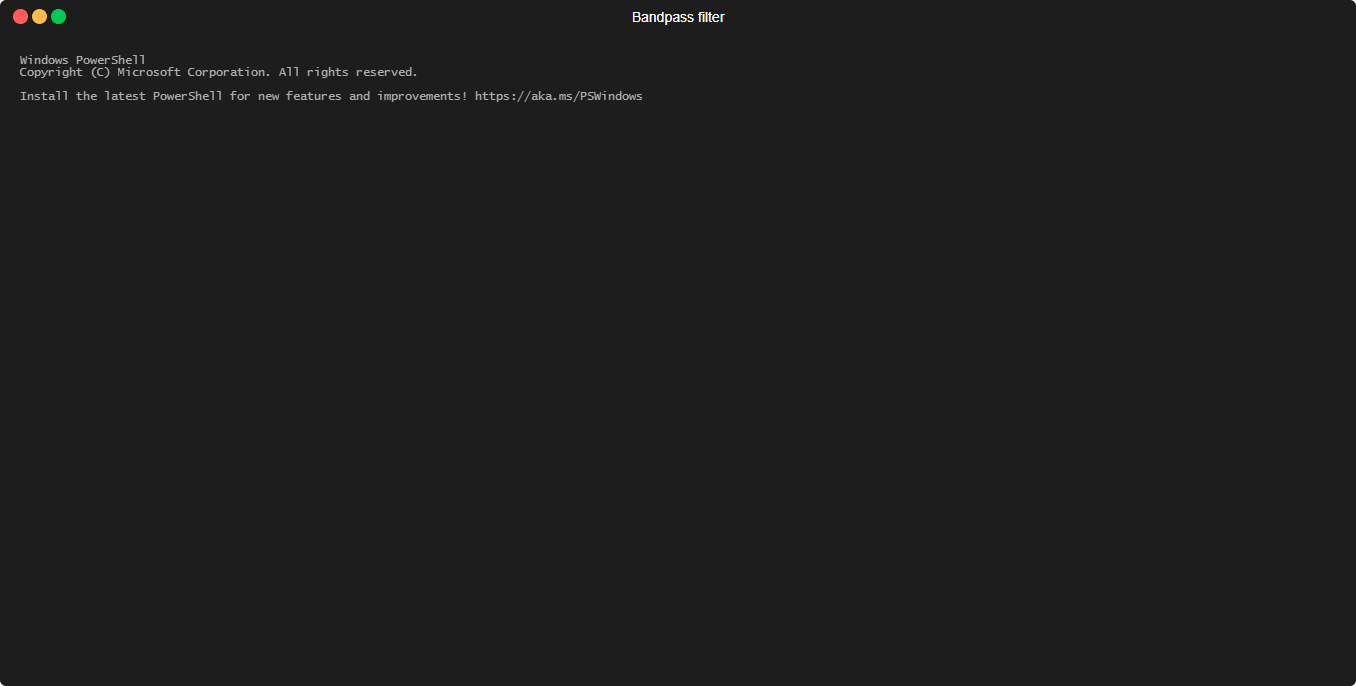 Bandpass filter
Windows PowerShell
Copyright (C) Microsoft Corporation. All rights reserved.
Install the latest PowerShell for new features and improvements! https://aka.ms/PSWindows